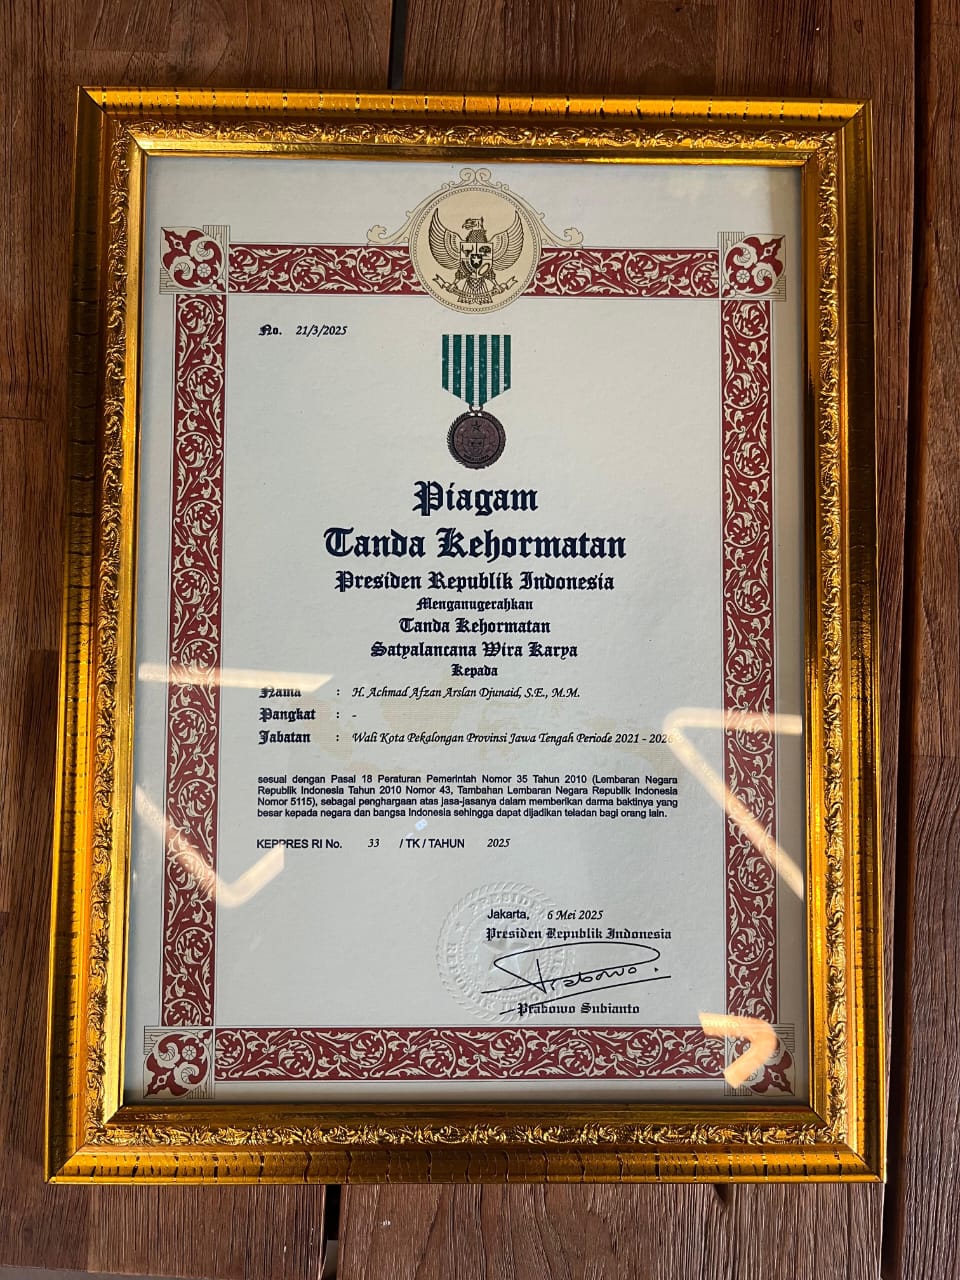 No. 21/3/2025
Piagam
Tanda Kehormatan
Presiden Republik Indonesia
Menganugerahkan
Tanda Kehormatan
Satyalancana Wira Karya
Kepada
Nama : H. Achmad Afzan Arslan Djunaid, S.E., M.M.
Pangkat : -
Jabatan : Wali Kota Pekalongan Provinsi Jawa Tengah Periode 2021 - 2026
sesuai dengan Pasal 18 Peraturan Pemerintah Nomor 35 Tahun 2010 (Lembaran Negara
Republik Indonesia Tahun 2010 Nomor 43, Tambahan Lembaran Negara Republik Indonesia
Nomor 5115), sebagai penghargaan atas jasa-jasanya dalam memberikan darma baktinya yang
besar kepada negara dan bangsa Indonesia sehingga dapat dijadikan teladan bagi orang lain.
KEPPRES RI No. 33 / TK / TAHUN 2025
Jakarta, 6 Mei 2025
Presiden Republik Indonesia
Prabowo.
Prabowo Subianto